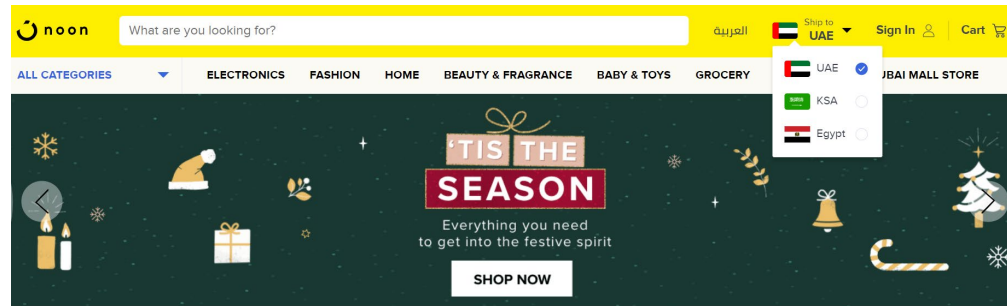 noon
What are you looking for?
العربية
Ship to
UAE
Sign In
Cart
ALL CATEGORIES
ELECTRONICS
FASHION
HOME
BEAUTY & FRAGRANCE
BABY & TOYS
GROCERY
MALL STORE
UAE
KSA
Egypt
'TIS THE
SEASON
Everything you need
to get into the festive spirit
SHOP NOW